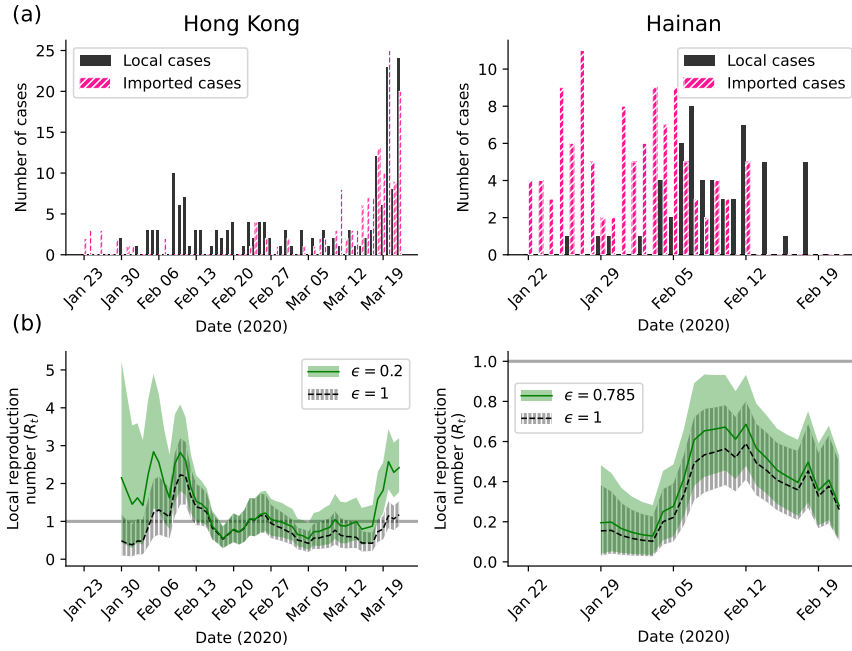 (a)
Hong Kong
Hainan
Number of cases
25
20
15
10
5
0
Local cases
Imported cases
Jan 23
Jan 30
Feb 06
Feb 13
Feb 20
Feb 27
Mar 05
Mar 12
Mar 19
Date (2020)
Number of cases
10
8
6
4
2
0
Local cases
Imported cases
Jan 22
Jan 29
Feb 05
Feb 12
Feb 19
Date (2020)
(b)
Local reproduction
number (Rₜ)
5
4
3
2
1
0
ϵ = 0.2
ϵ = 1
Jan 23
Jan 30
Feb 06
Feb 13
Feb 20
Feb 27
Mar 05
Mar 12
Mar 19
Date (2020)
Local reproduction
number (Rₜ)
1.0
0.8
0.6
0.4
0.2
0.0
ϵ = 0.785
ϵ = 1
Jan 22
Jan 29
Feb 05
Feb 12
Feb 19
Date (2020)